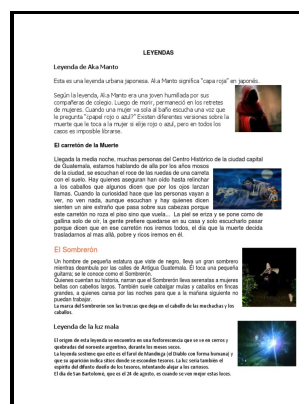 LEYENDAS
Leyenda de Aka Manto
Esta es una leyenda urbana japonesa. Aka Manto significa "capa roja" en japonés.
Según la leyenda, Aka Manto era una joven humillada por sus
compañeras de colegio. Luego de morir, permaneció en los retretes
de mujeres. Cuando una mujer va sola al baño escucha una voz que
le pregunta "¿papel rojo o azul?" Existen diferentes versiones sobre la
muerte que le toca a la mujer si elije rojo o azul, pero en todos los
casos es imposible librarse.
El carretón de la Muerte
Llegada la media noche, muchas personas del Centro Histórico de la ciudad capital
de Guatemala, estamos hablando de allá por los años mosos
de la ciudad, se escuchan el roce de las ruedas de una carreta
con el suelo. Hay quienes aseguran han oído hasta relinchar
a los caballos que algunos dicen que por los ojos lanzan
llamas. Cuando la curiosidad hace que las personas vayan a
ver, no ven nada, aunque escuchan y hay quienes dicen
sienten un aire extraño que pasa sobre sus cabezas porque
este carretón no roza el piso sino que vuela... La piel se eriza y se pone como de
gallina solo de oír, la gente prefiere quedarse en su casa y solo escucharlo pasar
porque dicen que en ese carretón nos iremos todos, el día que la muerte decida
trasladarnos al mas allá, pobre y ricos iremos en él.
El Sombrerón
Un hombre de pequeña estatura que viste de negro, lleva un gran sombrero
mientras deambula por las calles de Antigua Guatemala. Él toca una pequeña
guitarra; se le conoce como el Sombrerón.
Quienes cuentan su historia, narran que el Sombrerón lleva serenatas a mujeres
bellas con cabellos largos. También suele cabalgar mulas y caballos en fincas
grandes, a quienes cansa por las noches para que a la mañana siguiente no
puedan trabajar.
La marca del Sombrerón son las trenzas que deja en el cabello de las muchachas y los
caballos.
Leyenda de la luz mala
El origen de esta leyenda se encuentra en una fosforescencia que se ve en cerros y
quebradas del noroeste argentino, durante los meses secos.
La leyenda sostiene que este es el farol de Mandinga (el Diablo con forma humana) y
que su aparición indica sitios donde se esconden tesoros. La luz sería también el
espíritu del difunto dueño de los tesoros, intentando alejar a los curiosos.
El día de San Bartolomé, que es el 24 de agosto, es cuando se ven mejor estas luces.